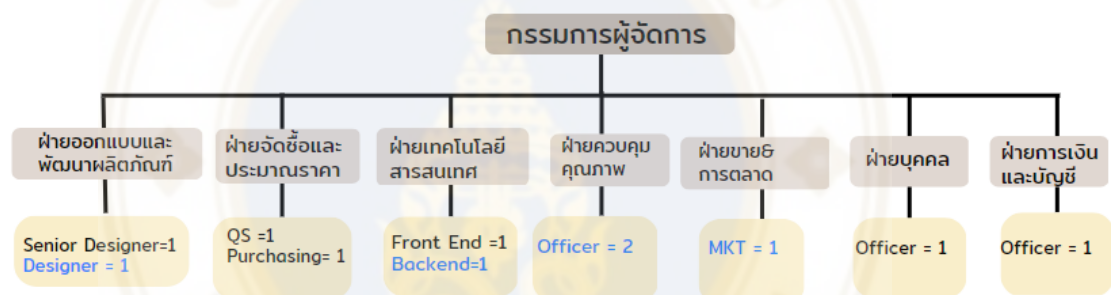 กรรมการผู้จัดการ
ฝ่ายออกแบบและ
พัฒนาผลิตภัณฑ์
ฝ่ายจัดซื้อและ
ประมาณราคา
ฝ่ายเทคโนโลยี
สารสนเทศ
ฝ่ายควบคุม
คุณภาพ
ฝ่ายขาย&
การตลาด
ฝ่ายบุคคล
ฝ่ายการเงิน
และบัญชี
Senior Designer=1
Designer = 1
QS =1
Purchasing= 1
Front End =1
Backend=1
Officer = 2
MKT = 1
Officer = 1
Officer = 1